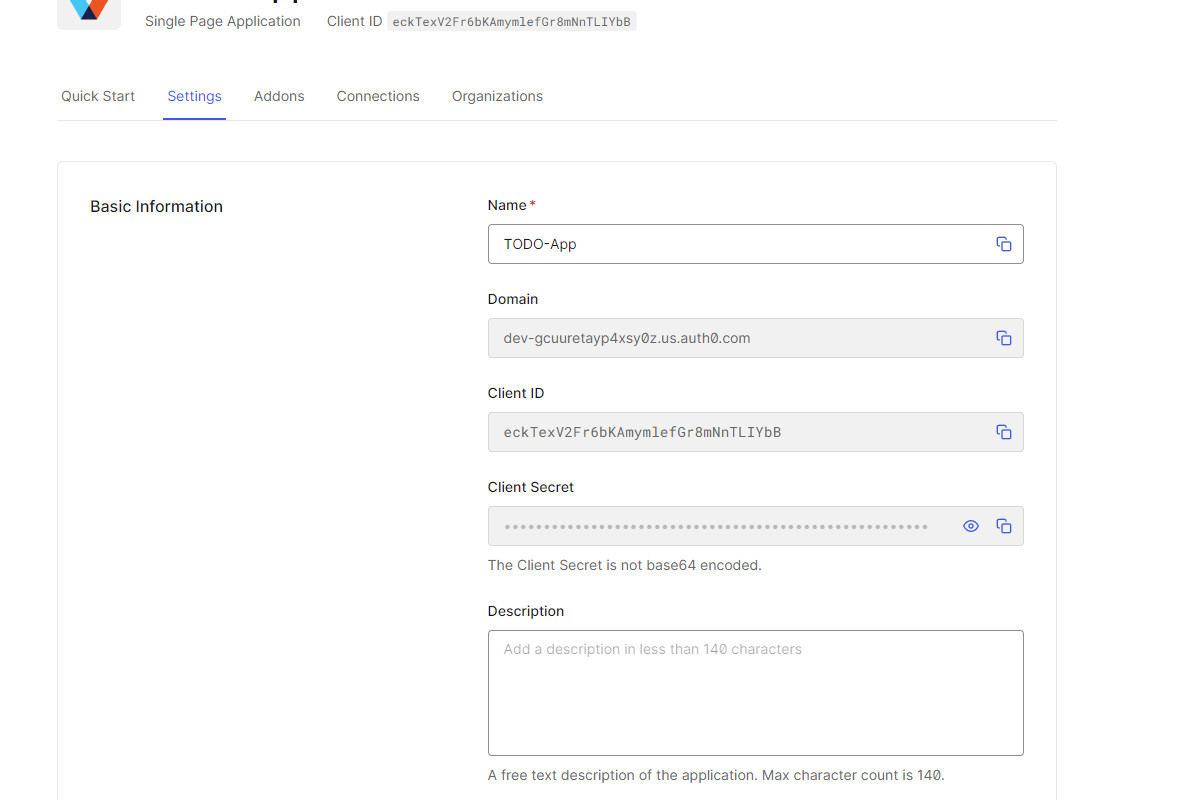 Single Page Application Client ID eckTexV2Fr6bKAmymlefGr8mNnTLIYbB
Quick Start Settings Addons Connections Organizations
Basic Information
Name *
TODO-App
Domain
dev-gcuuretayp4xsy0z.us.auth0.com
Client ID
eckTexV2Fr6bKAmymlefGr8mNnTLIYbB
Client Secret
The Client Secret is not base64 encoded.
Description
Add a description in less than 140 characters
A free text description of the application. Max character count is 140.